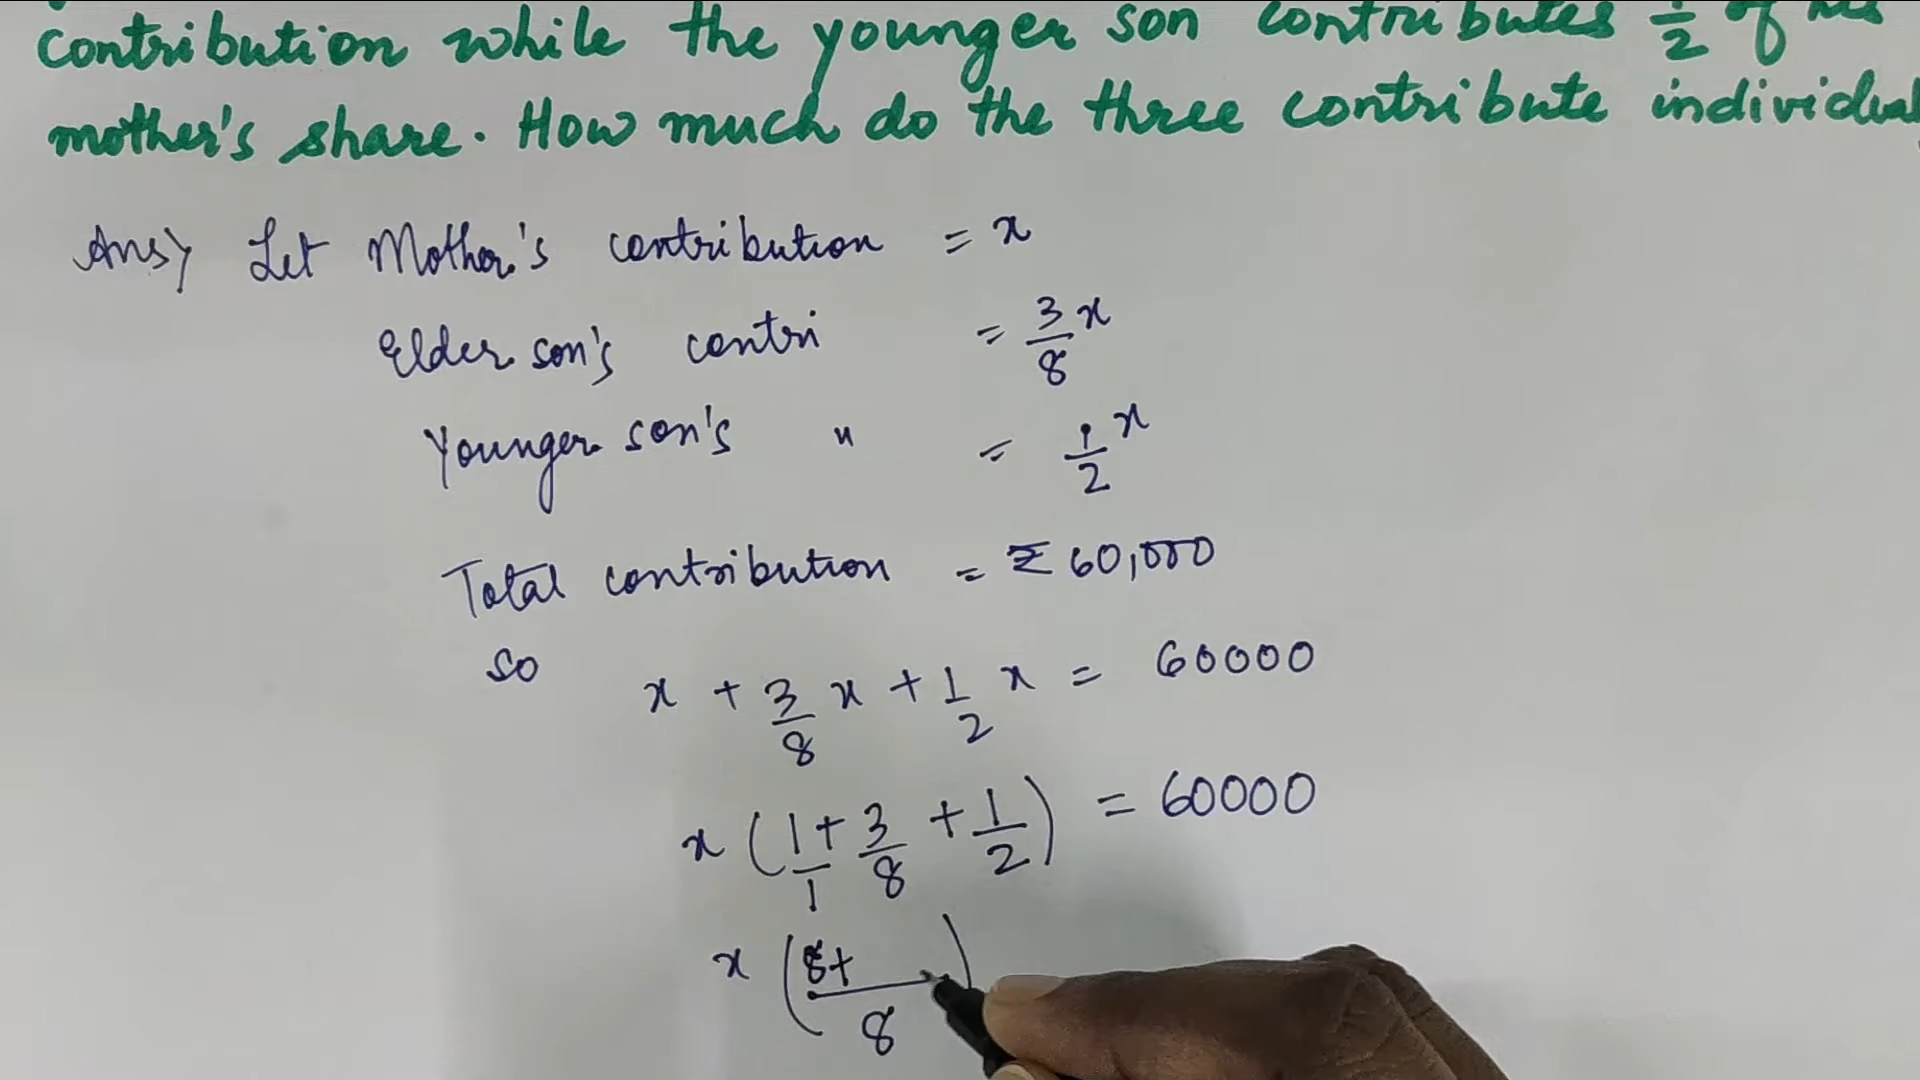 contribution while the younger son contributes 1/2 of his
mother's share. How much do the three contribute
Ans) Let Mother's contribution = x
Elder son's contri = 3/8 x
Younger son's " = 1/2 x
Total contribution = ₹ 60,000
so x + 3/8 x + 1/2 x = 60000
x (1/1 + 3/8 + 1/2) = 60000
x (8+ / 8)